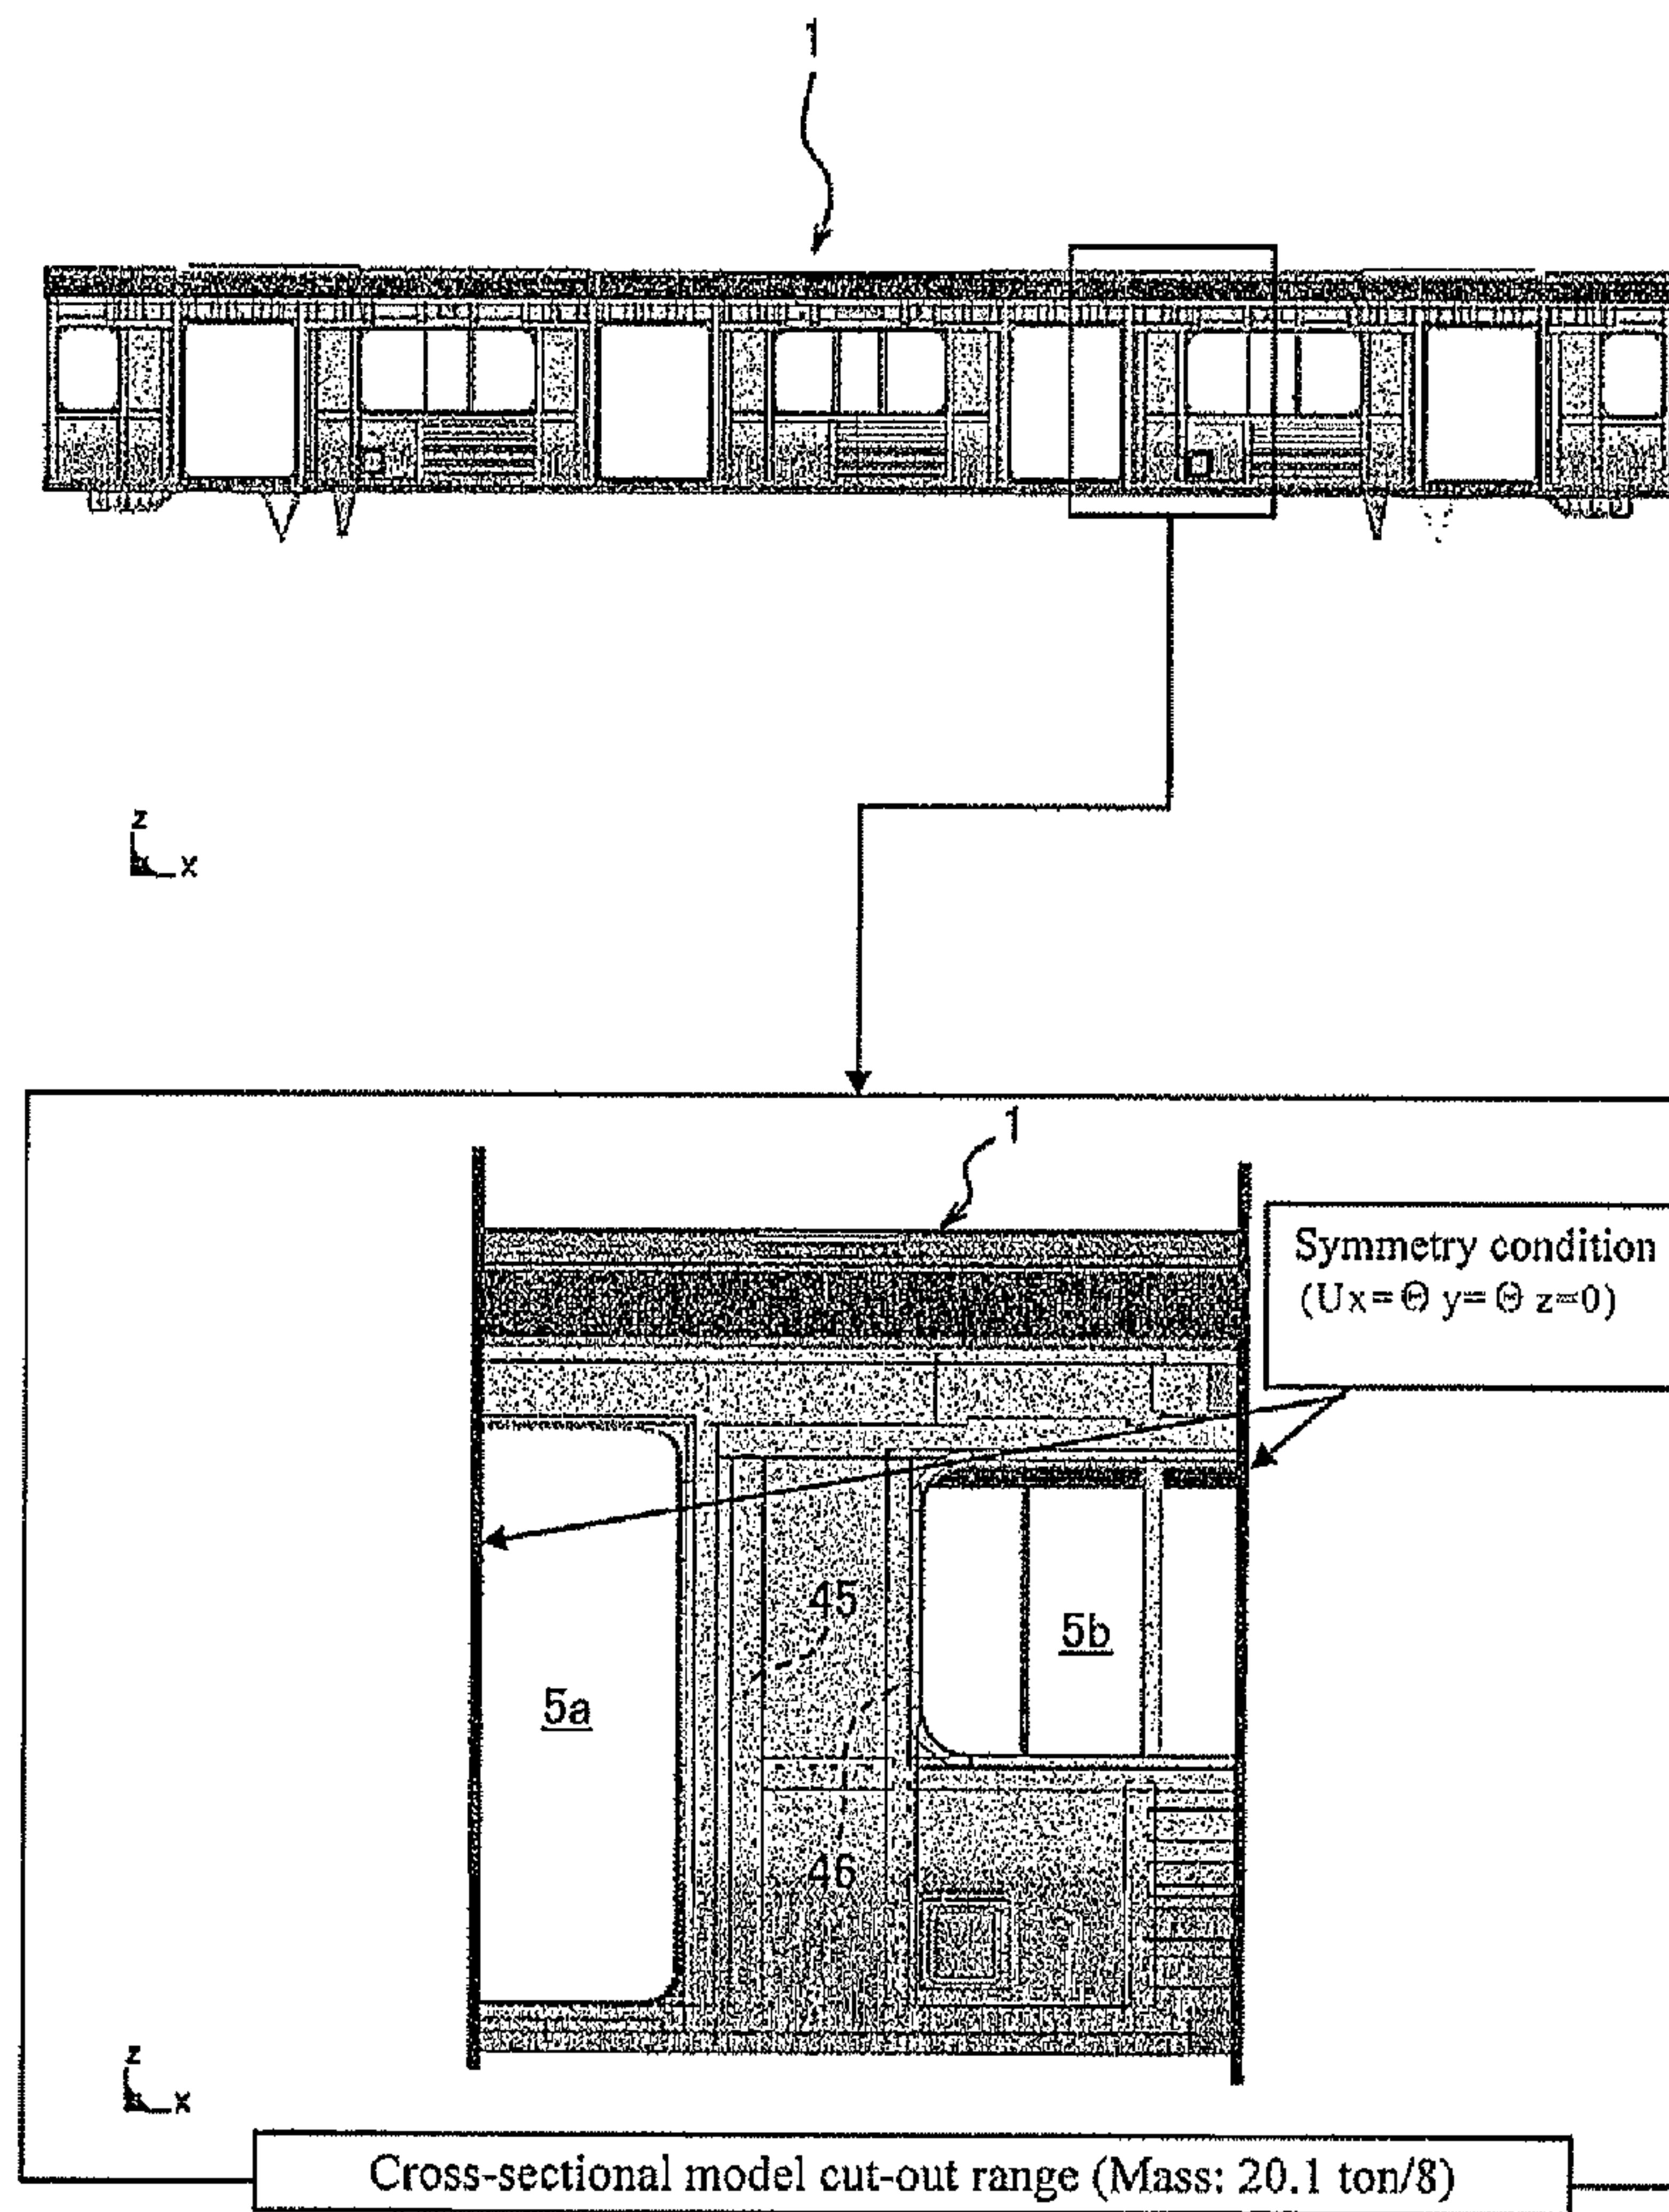 1
z
x
1
Symmetry condition
(Ux=Θ y=Θ z=0)
45
5b
5a
46
z
x
Cross-sectional model cut-out range (Mass: 20.1 ton/8)